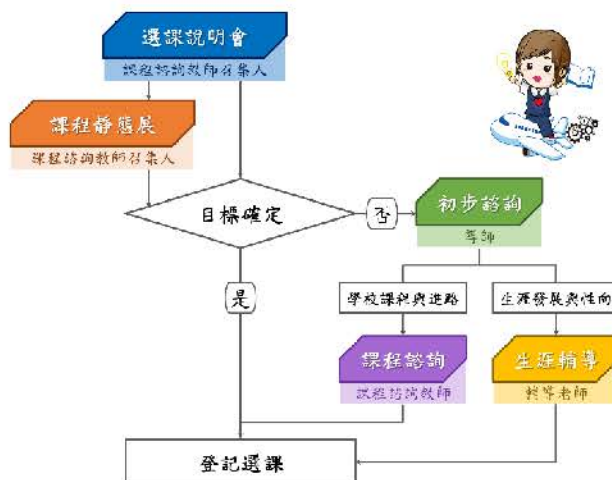 選課說明會
課程諮詢教師召集人
課程靜態展
課程諮詢教師召集人
目標確定
否
初步諮詢
導師
是
學校課程與進路
生涯發展與性向
課程諮詢
課程諮詢教師
生涯輔導
輔導老師
登記選課